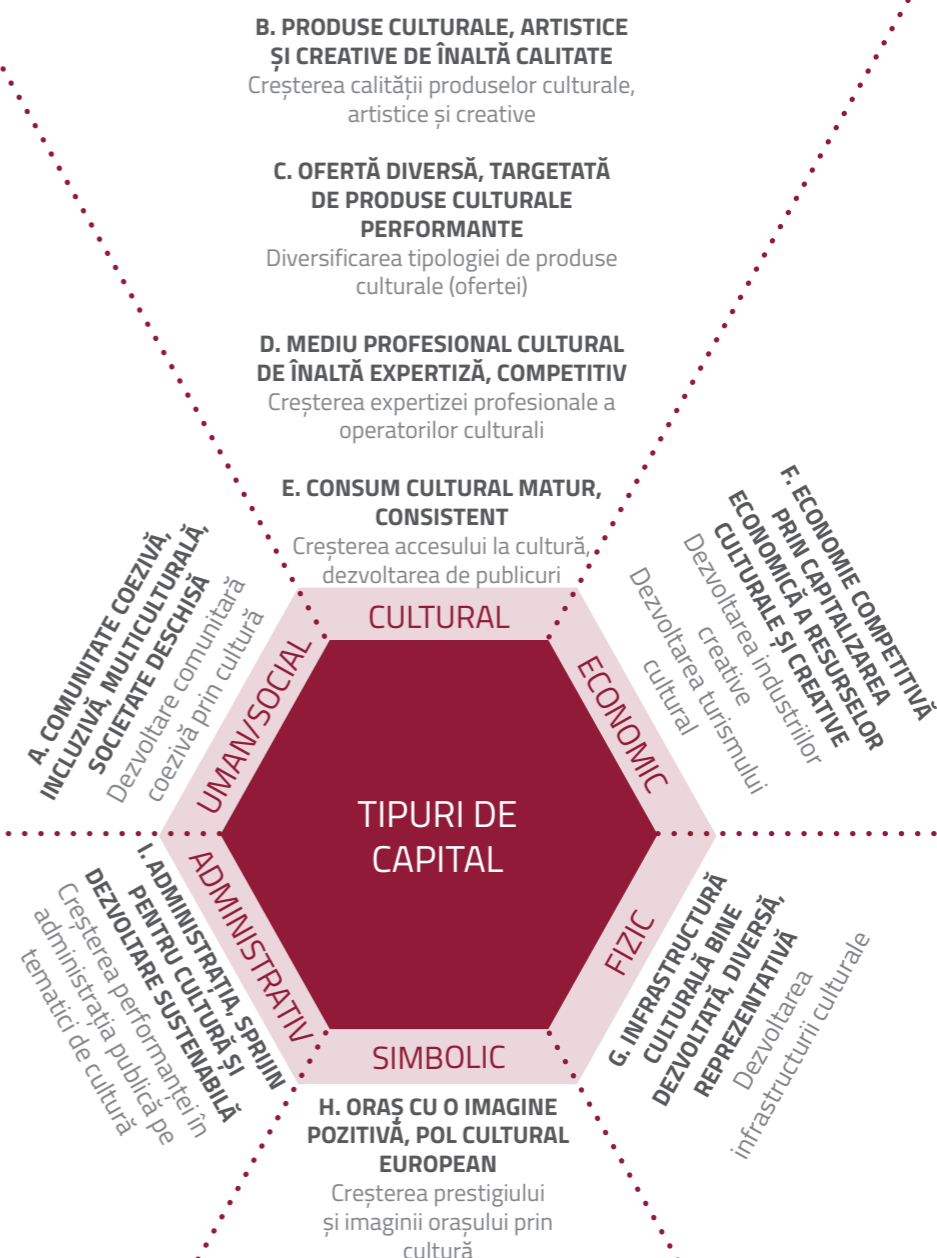 B. PRODUSE CULTURALE, ARTISTICE
ȘI CREATIVE DE ÎNALTĂ CALITATE
Creșterea calității produselor culturale,
artistice și creative
C. OFERTĂ DIVERSĂ, TARGETATĂ
DE PRODUSE CULTURALE
PERFORMANTE
Diversificarea tipologiei de produse
culturale (ofertei)
D. MEDIU PROFESIONAL CULTURAL
DE ÎNALTĂ EXPERTIZĂ, COMPETITIV
Creșterea expertizei profesionale a
operatorilor culturali
E. CONSUM CULTURAL MATUR,
CONSISTENT
Creșterea accesului la cultură,
dezvoltarea de publicuri
A. COMUNITATE COEZIVĂ,
INCLUZIVĂ, MULTICULTURALĂ,
SOCIETATE DESCHISĂ
Dezvoltare comunitară
coezivă prin cultură
F. ECONOMIE COMPETITIVĂ
PRIN CAPITALIZAREA
ECONOMICĂ A RESURSELOR
CULTURALE ȘI CREATIVE
Dezvoltarea industriilor
creative
Dezvoltarea turismului
cultural
CULTURAL
UMAN/SOCIAL
ECONOMIC
TIPURI DE
CAPITAL
ADMINISTRATIV
FIZIC
SIMBOLIC
I. ADMINISTRAȚIA, SPRIJIN
PENTRU CULTURĂ ȘI
DEZVOLTARE SUSTENABILĂ
Creșterea performanței în
administrația publică pe
tematici de cultură
G. INFRASTRUCTURĂ
CULTURALĂ BINE
DEZVOLTATĂ, DIVERSĂ,
REPREZENTATIVĂ
Dezvoltarea
infrastructurii culturale
H. ORAȘ CU O IMAGINE
POZITIVĂ, POL CULTURAL
EUROPEAN
Creșterea prestigiului
și imaginii orașului prin
cultură